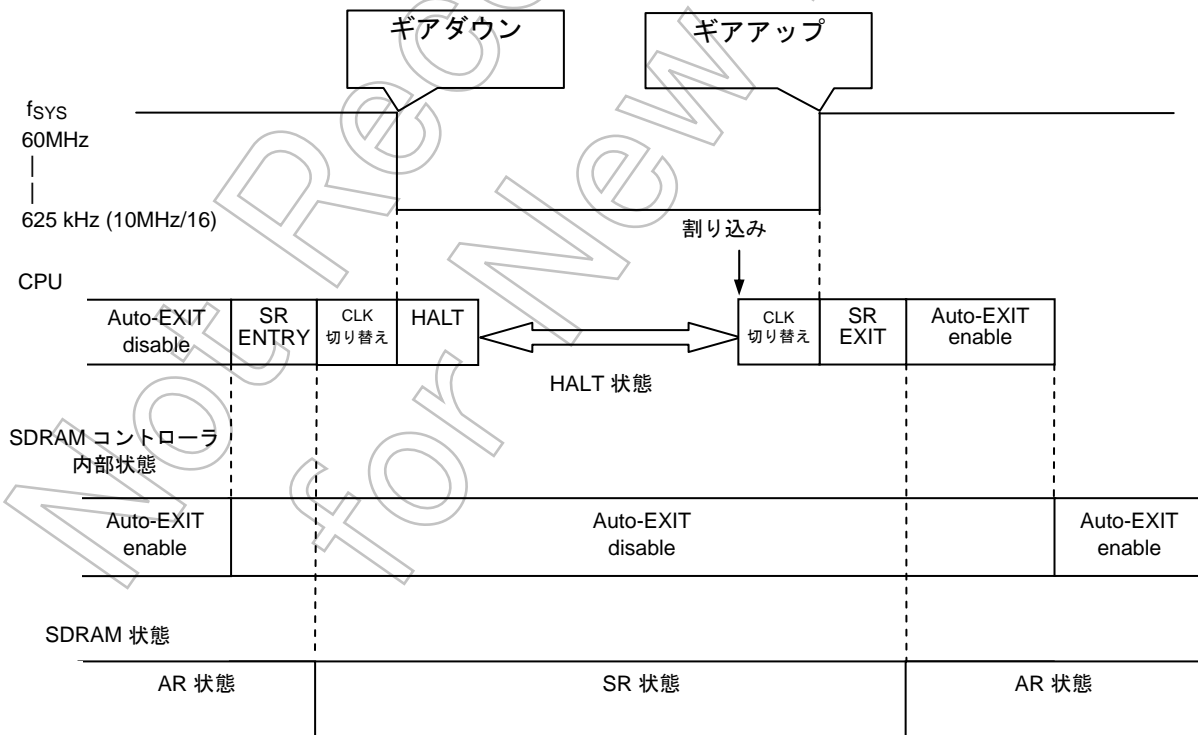 ギアダウン
ギアアップ
fSYS
60MHz
|
|
625 kHz (10MHz/16)
割り込み
CPU
Auto-EXIT
disable
SR
ENTRY
CLK
切り替え
HALT
CLK
切り替え
SR
EXIT
Auto-EXIT
enable
HALT 状態
SDRAM コントローラ
内部状態
Auto-EXIT
enable
Auto-EXIT
disable
Auto-EXIT
enable
SDRAM 状態
AR 状態
SR 状態
AR 状態
Not Reco
for New